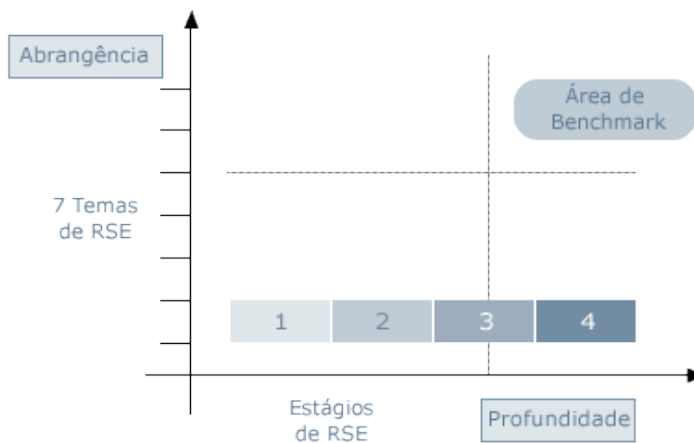 Abrangência
Área de
Benchmark
7 Temas
de RSE
1 2 3 4
Estágios
de RSE
Profundidade